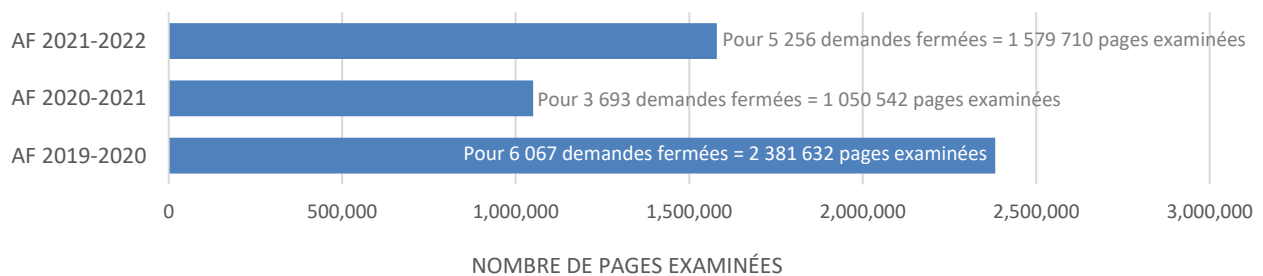 AF 2021-2022
Pour 5 256 demandes fermées = 1 579 710 pages examinées
AF 2020-2021
Pour 3 693 demandes fermées = 1 050 542 pages examinées
AF 2019-2020
Pour 6 067 demandes fermées = 2 381 632 pages examinées
0 500,000 1,000,000 1,500,000 2,000,000 2,500,000 3,000,000
NOMBRE DE PAGES EXAMINÉES